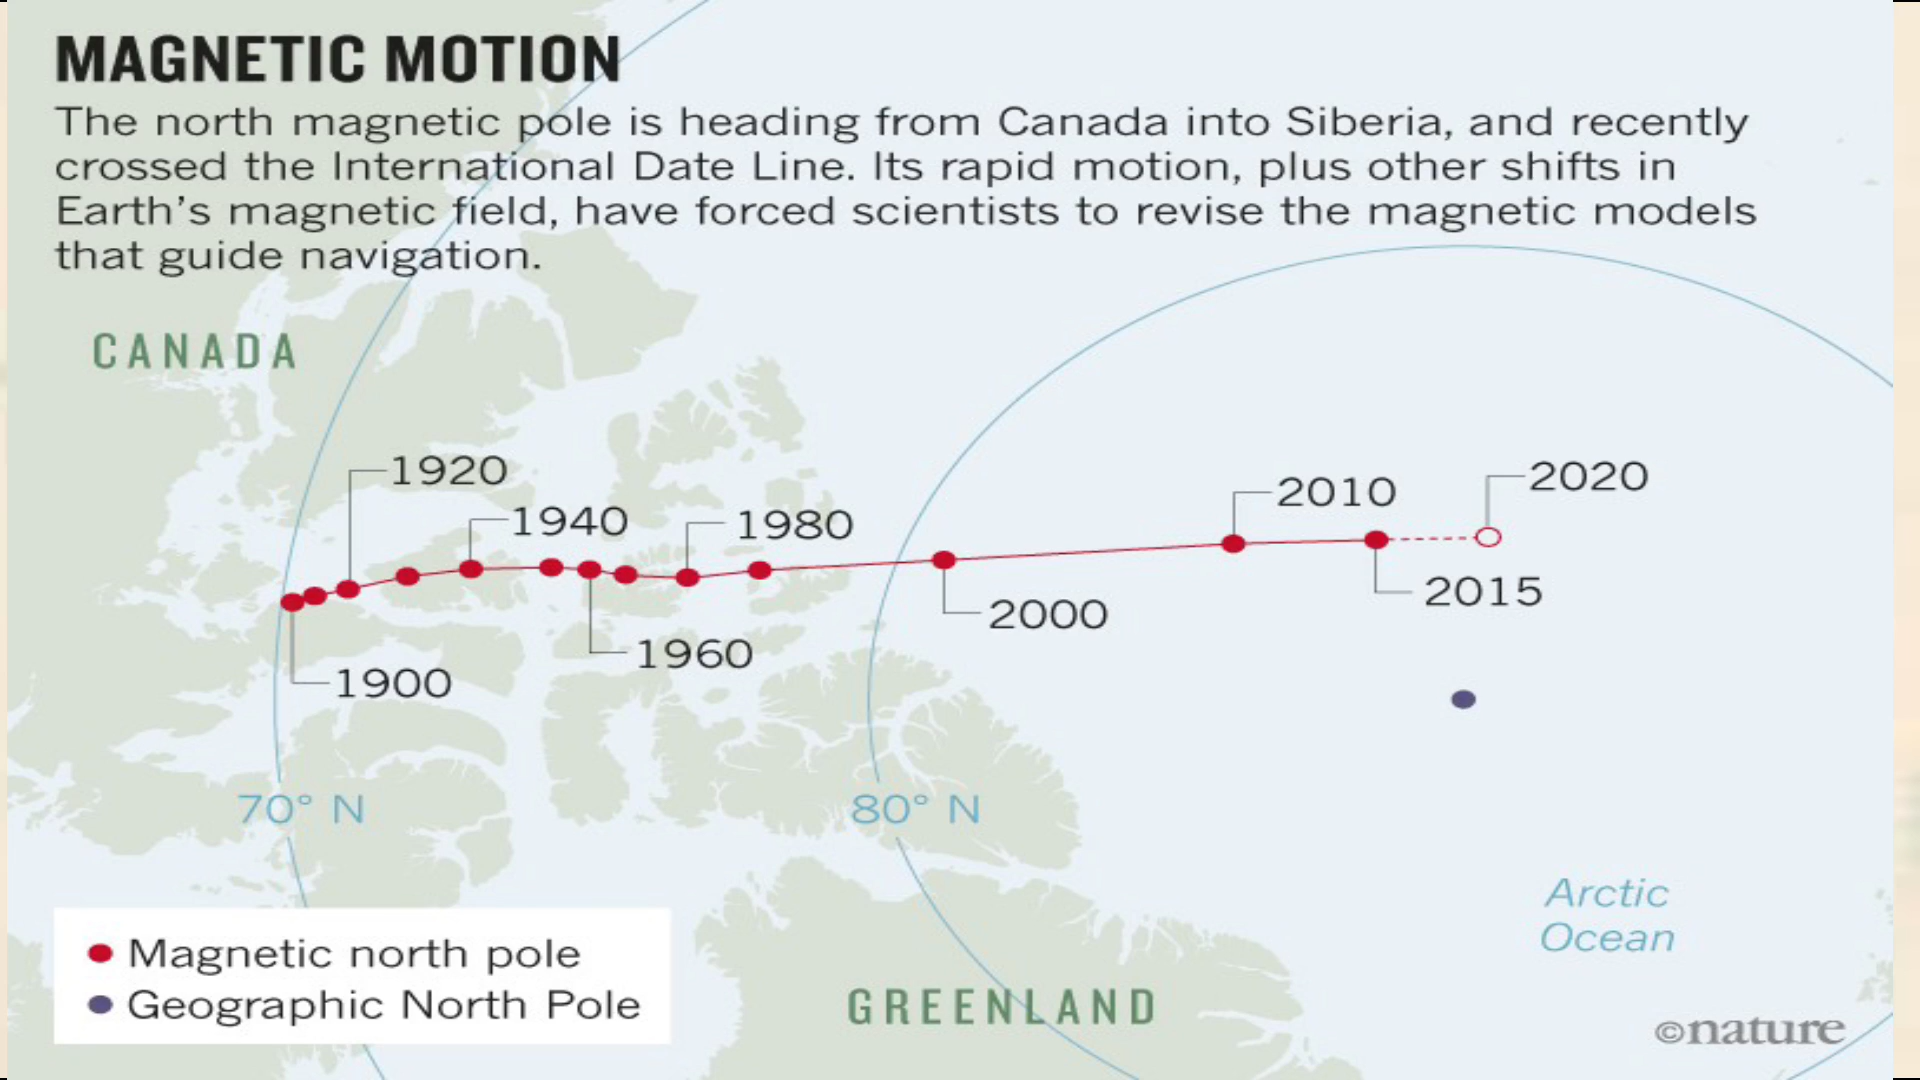 MAGNETIC MOTION
The north magnetic pole is heading from Canada into Siberia, and recently
crossed the International Date Line. Its rapid motion, plus other shifts in
Earth's magnetic field, have forced scientists to revise the magnetic models
that guide navigation.
CANADA
1920
1940
1980
2010
2020
2015
2000
1960
1900
70° N
80° N
Arctic
Ocean
Magnetic north pole
Geographic North Pole
GREENLAND
©nature